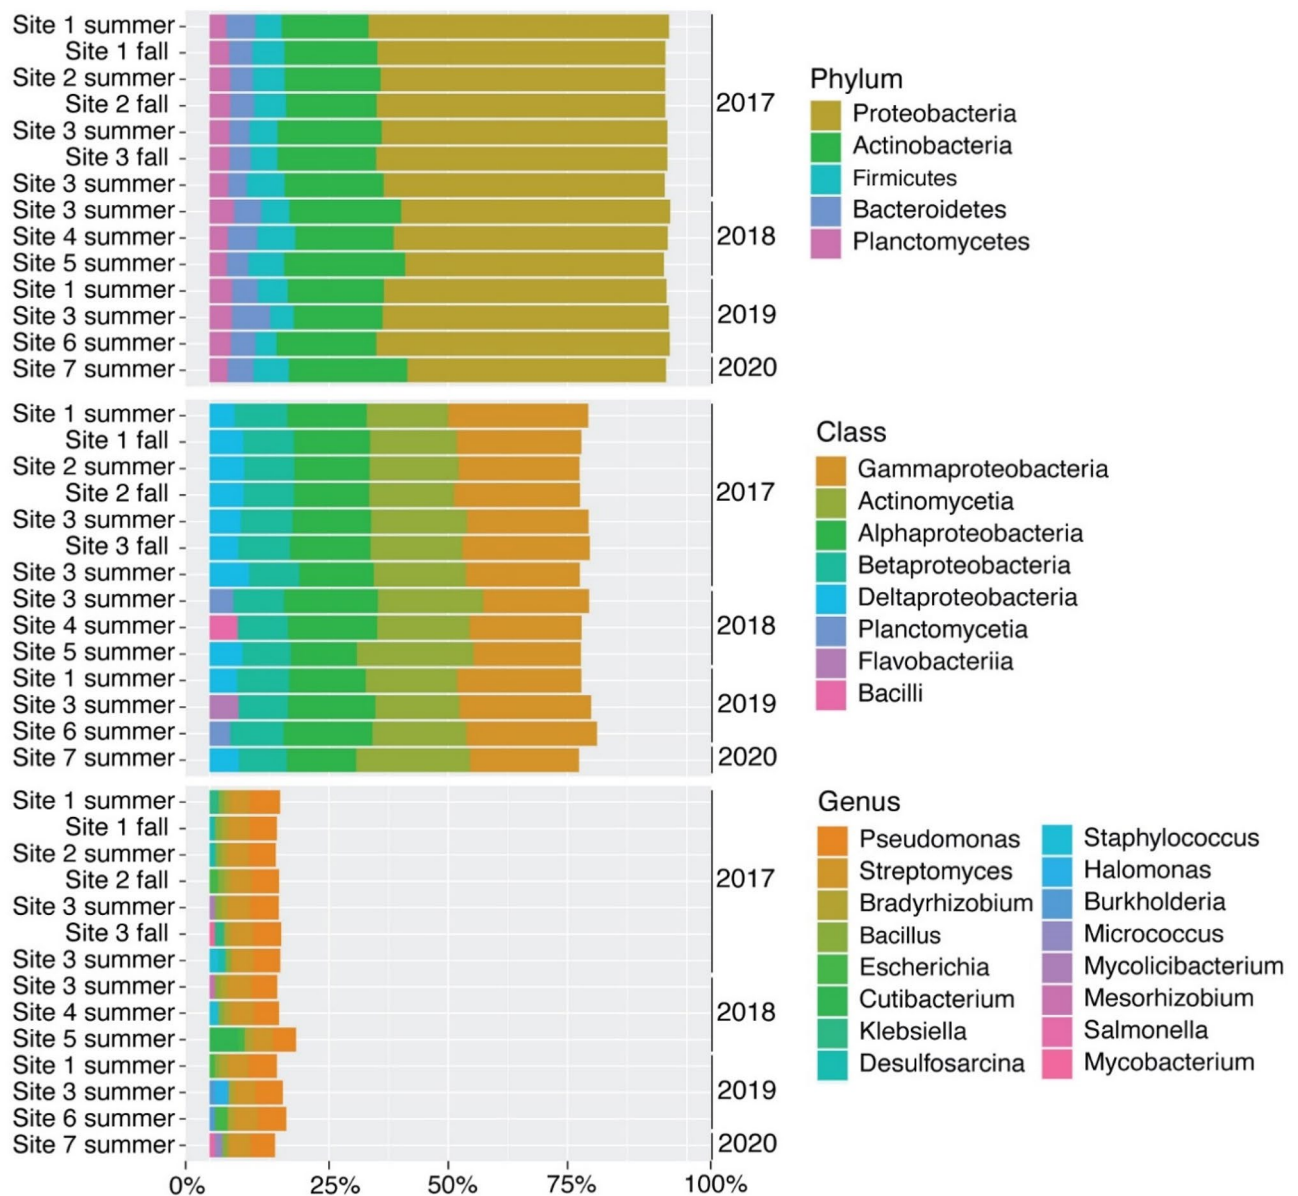 Site 1 summer
Site 1 fall
Site 2 summer
Site 2 fall
Site 3 summer
Site 3 fall
Site 3 summer
Site 3 summer
Site 4 summer
Site 5 summer
Site 1 summer
Site 3 summer
Site 6 summer
Site 7 summer
2017
2018
2019
2020
Phylum
Proteobacteria
Actinobacteria
Firmicutes
Bacteroidetes
Planctomycetes
Site 1 summer
Site 1 fall
Site 2 summer
Site 2 fall
Site 3 summer
Site 3 fall
Site 3 summer
Site 3 summer
Site 4 summer
Site 5 summer
Site 1 summer
Site 3 summer
Site 6 summer
Site 7 summer
2017
2018
2019
2020
Class
Gammaproteobacteria
Actinomycetia
Alphaproteobacteria
Betaproteobacteria
Deltaproteobacteria
Planctomycetia
Flavobacteriia
Bacilli
Site 1 summer
Site 1 fall
Site 2 summer
Site 2 fall
Site 3 summer
Site 3 fall
Site 3 summer
Site 3 summer
Site 4 summer
Site 5 summer
Site 1 summer
Site 3 summer
Site 6 summer
Site 7 summer
2017
2018
2019
2020
Genus
Pseudomonas
Streptomyces
Bradyrhizobium
Bacillus
Escherichia
Cutibacterium
Klebsiella
Desulfosarcina
Staphylococcus
Halomonas
Burkholderia
Micrococcus
Mycolicibacterium
Mesorhizobium
Salmonella
Mycobacterium
0% 25% 50% 75% 100%